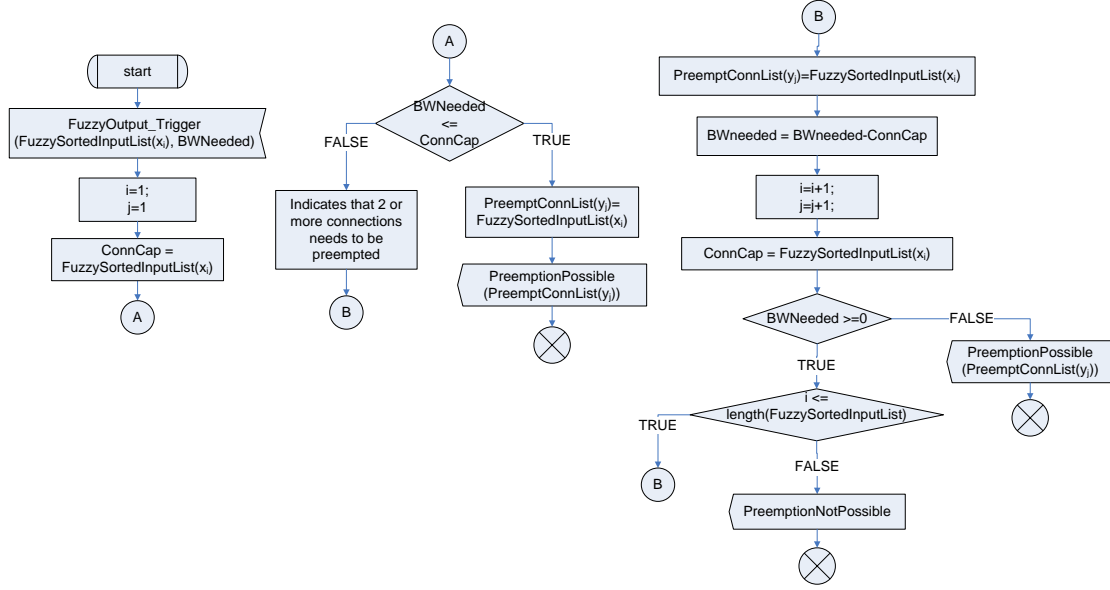 start
FuzzyOutput_Trigger
(FuzzySortedInputList(xi), BWNeeded)
i=1;
j=1
ConnCap =
FuzzySortedInputList(xi)
A
A
BWNeeded
<=
ConnCap
FALSE
TRUE
Indicates that 2 or
more connections
needs to be
preempted
B
PreemptConnList(yj)=
FuzzySortedInputList(xi)
PreemptionPossible
(PreemptConnList(yj))
B
PreemptConnList(yj)=FuzzySortedInputList(xi)
BWneeded = BWneeded-ConnCap
i=i+1;
j=j+1;
ConnCap = FuzzySortedInputList(xi)
BWNeeded >=0
FALSE
PreemptionPossible
(PreemptConnList(yj))
TRUE
i <=
length(FuzzySortedInputList)
TRUE
B
FALSE
PreemptionNotPossible